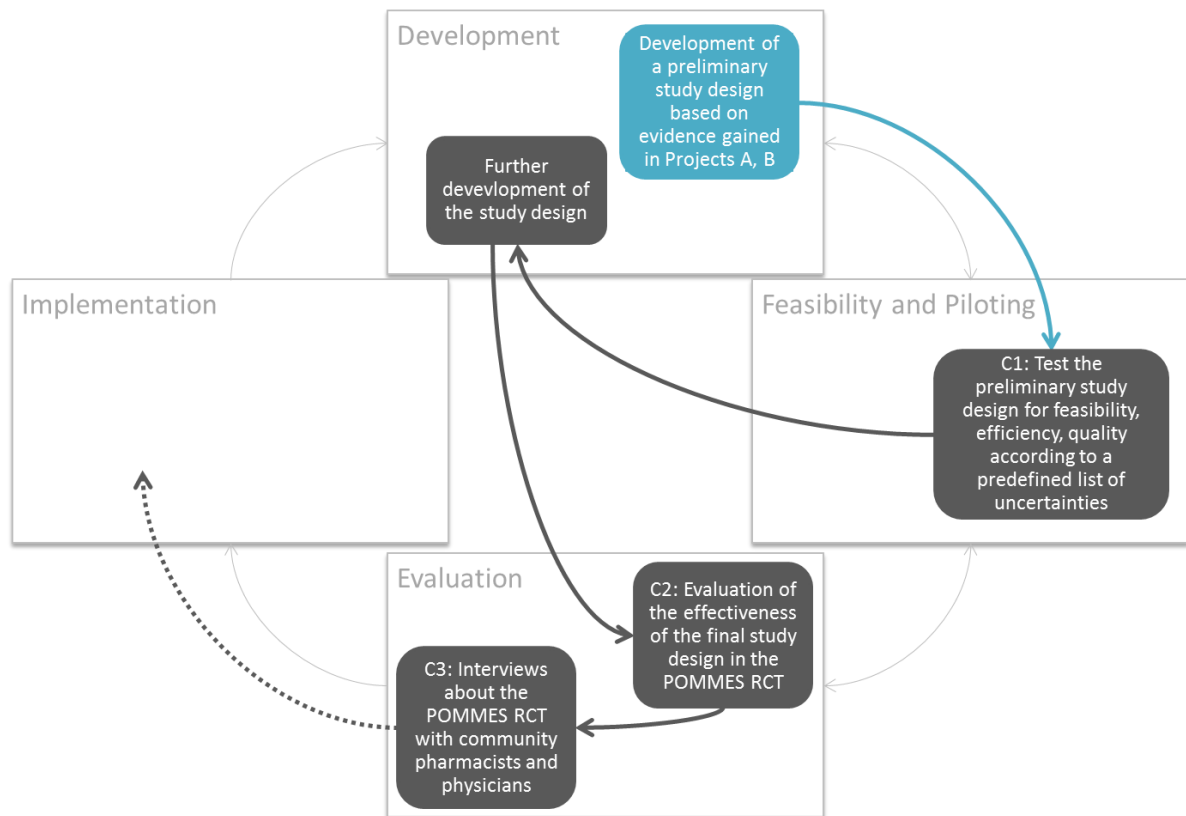 Development
Development of
a preliminary
study design
based on
evidence gained
in Projects A, B
Further
devevlopment of
the study design
Implementation
Feasibility and Piloting
C1: Test the
preliminary study
design for feasibility,
efficiency, quality
according to a
predefined list of
uncertainties
Evaluation
C2: Evaluation of
the effectiveness
of the final study
design in the
POMMES RCT
C3: Interviews
about the
POMMES RCT
with community
pharmacists and
physicians